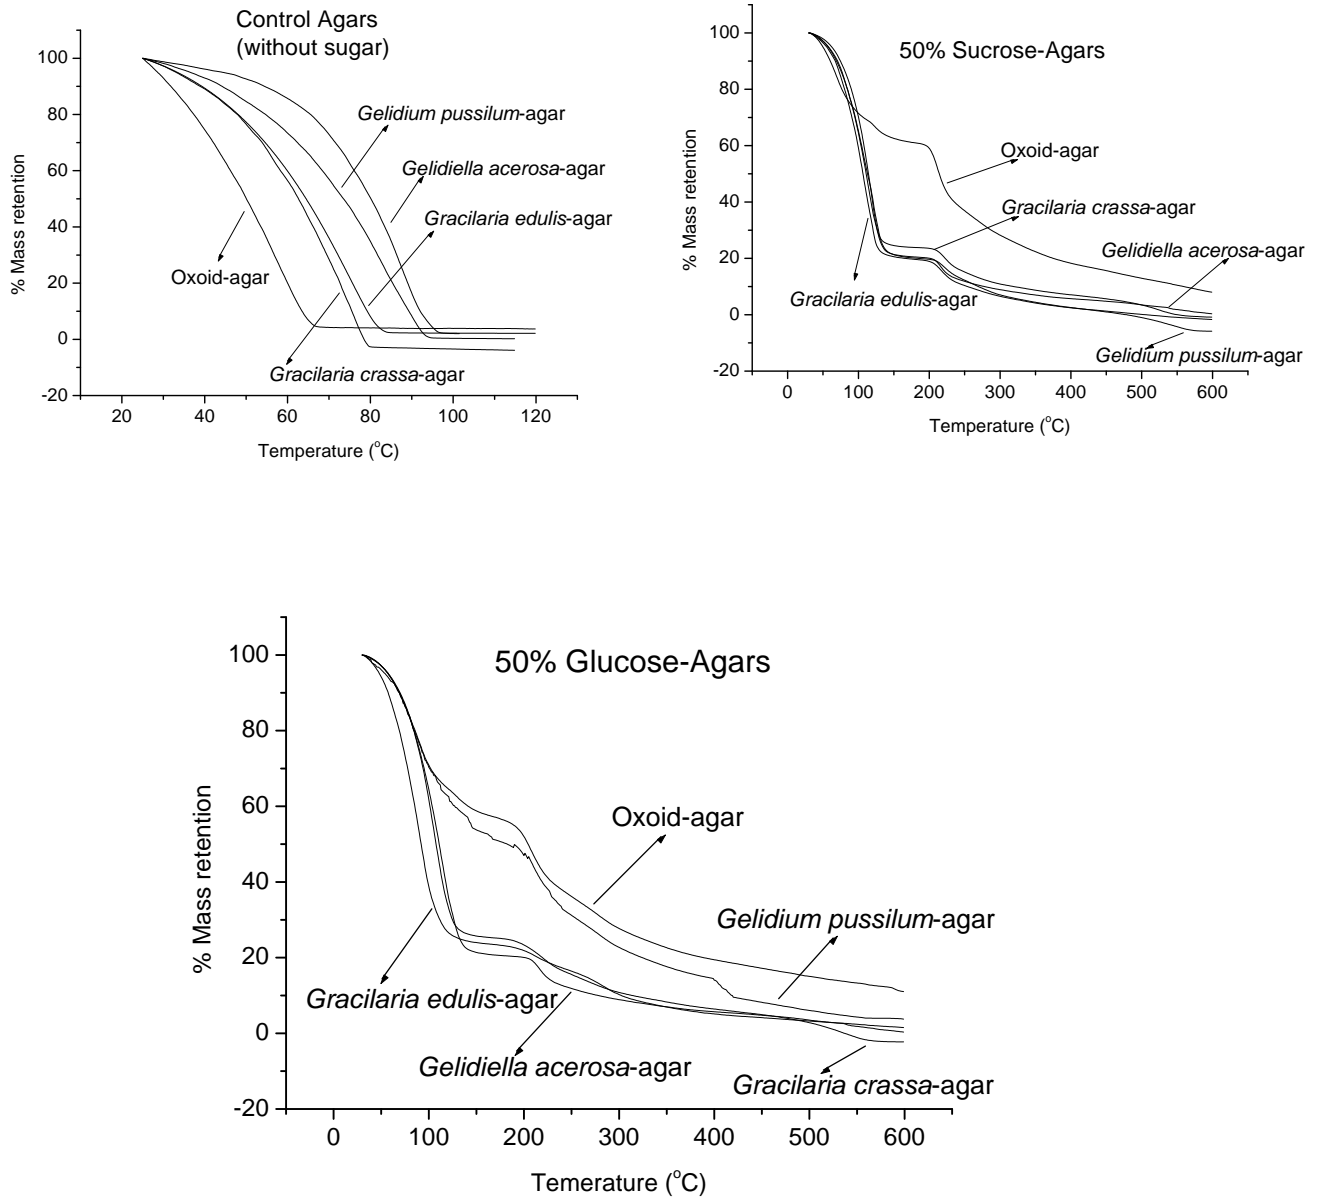 Control Agars
(without sugar)
100
80
60
40
20
0
-20
% Mass retention
Gelidium pussilum-agar
Gelidiella acerosa-agar
Gracilaria edulis-agar
Oxoid-agar
Gracilaria crassa-agar
20 40 60 80 100 120
Temperature (°C)
50% Sucrose-Agars
100
80
60
40
20
0
-20
% Mass retention
Oxoid-agar
Gracilaria crassa-agar
Gelidiella acerosa-agar
Gracilaria edulis-agar
Gelidium pussilum-agar
0 100 200 300 400 500 600
Temperature (°C)
50% Glucose-Agars
100
80
60
40
20
0
-20
% Mass retention
Oxoid-agar
Gelidium pussilum-agar
Gracilaria edulis-agar
Gelidiella acerosa-agar
Gracilaria crassa-agar
0 100 200 300 400 500 600
Temerature (°C)